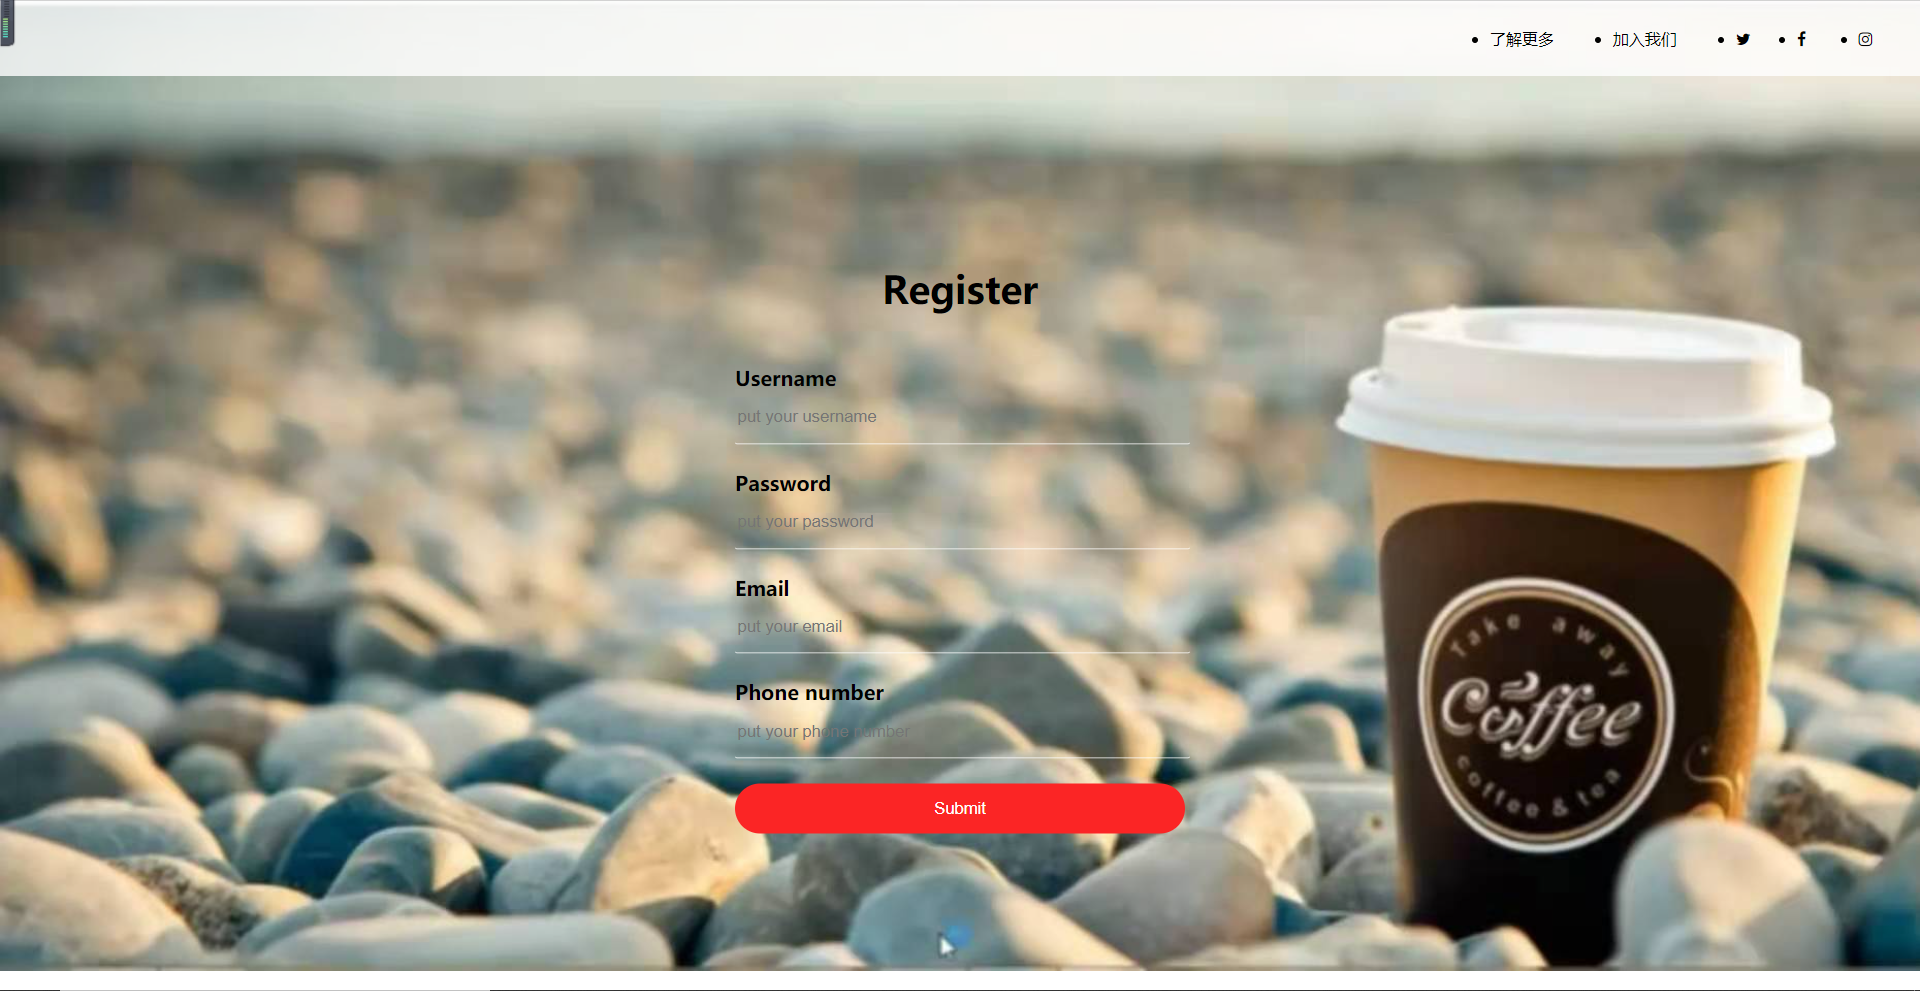 了解更多
加入我们
Register
Username
put your username
Password
put your password
Email
put your email
Phone number
put your phone number
Submit
Take away
Coffee
coffee & tea